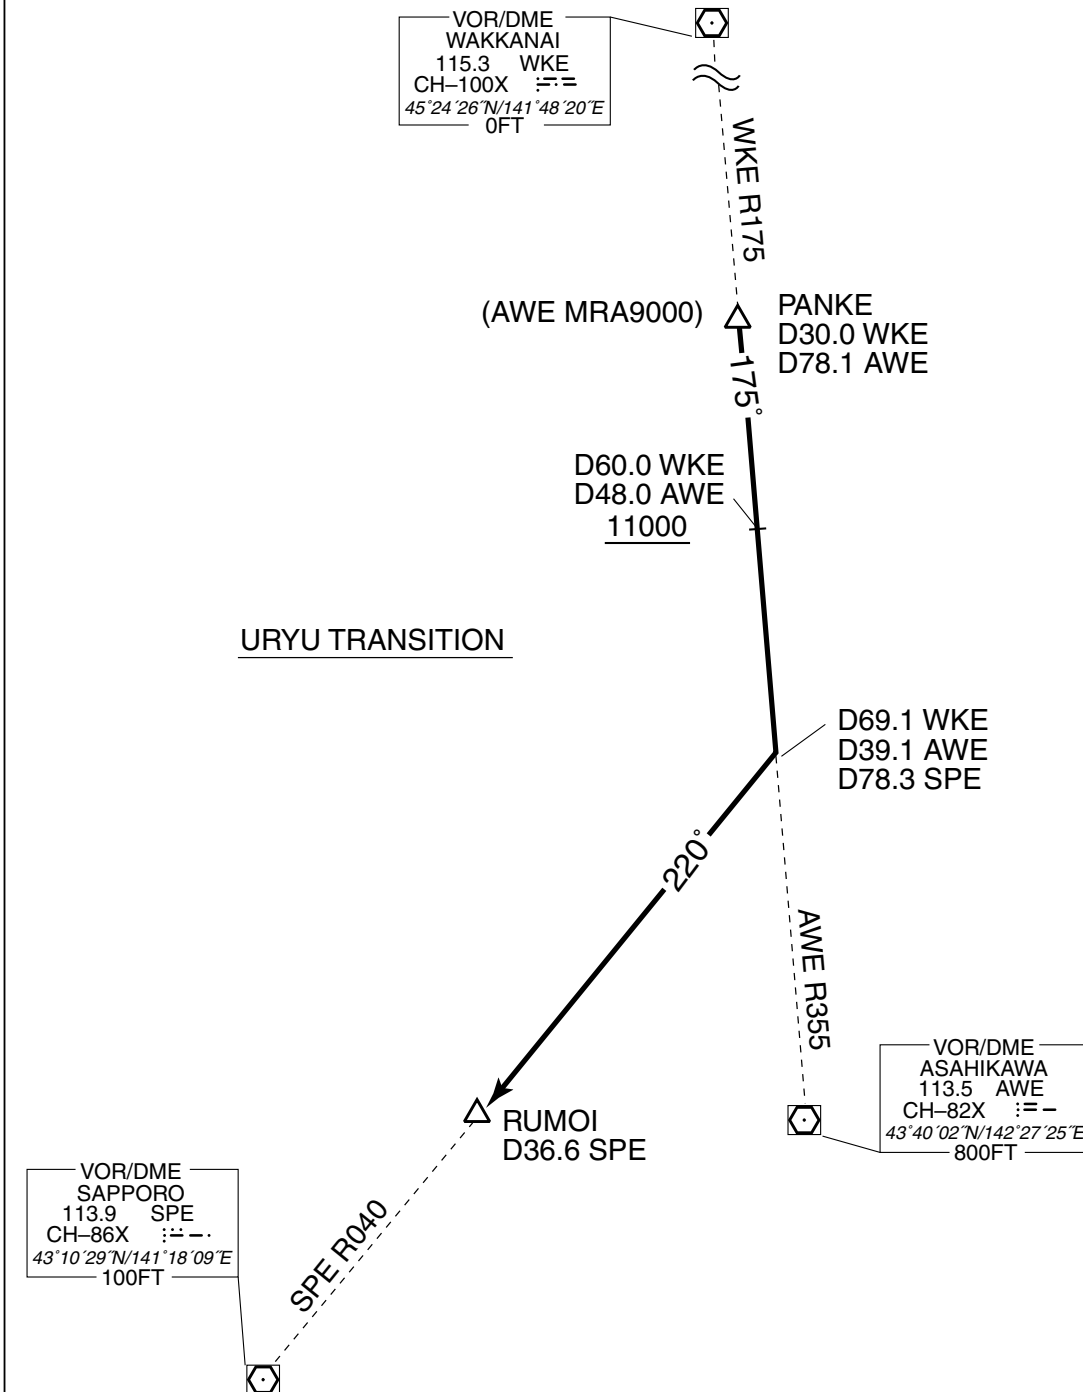 VOR/DME
WAKKANAI
115.3 WKE
CH–100X
45°24´26˝N/141°48´20˝E
0FT
WKE R175
(AWE MRA9000)
PANKE
D30.0 WKE
D78.1 AWE
175°
D60.0 WKE
D48.0 AWE
11000
URYU TRANSITION
D69.1 WKE
D39.1 AWE
D78.3 SPE
220°
AWE R355
VOR/DME
ASAHIKAWA
113.5 AWE
CH–82X
43°40´02˝N/142°27´25˝E
800FT
RUMOI
D36.6 SPE
VOR/DME
SAPPORO
113.9 SPE
CH–86X
43°10´29˝N/141°18´09˝E
100FT
SPE R040